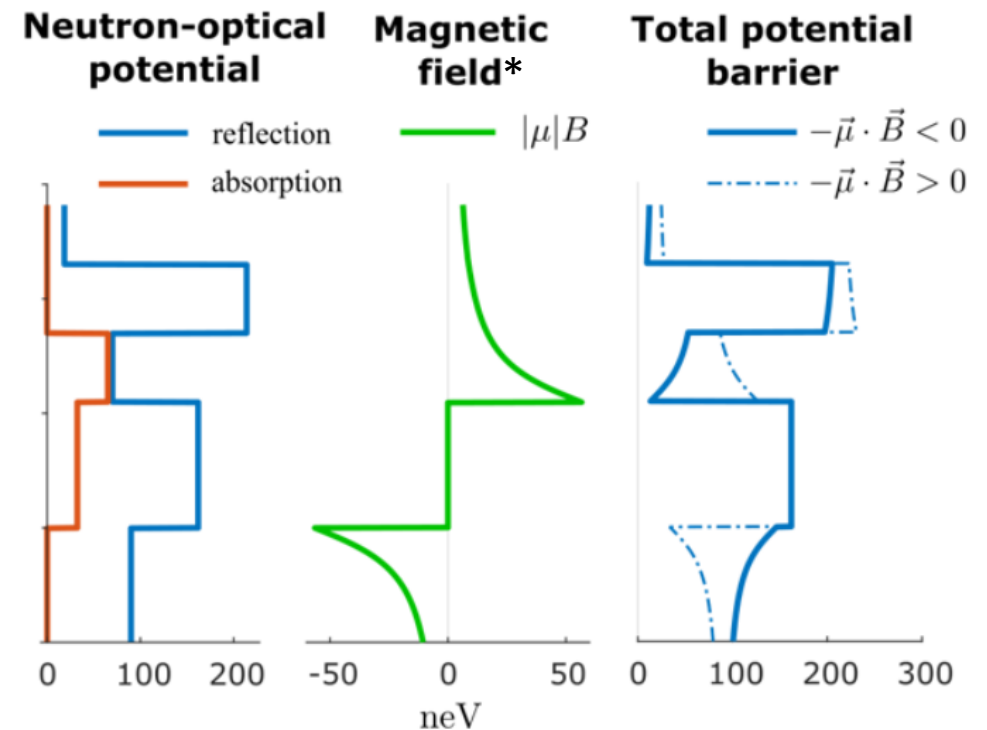 Neutron-optical
potential
reflection
absorption
0 100 200
Magnetic
field*
|μ|B
-50 0 50
neV
Total potential
barrier
−μ⃗ · B⃗ < 0
−μ⃗ · B⃗ > 0
0 100 200 300